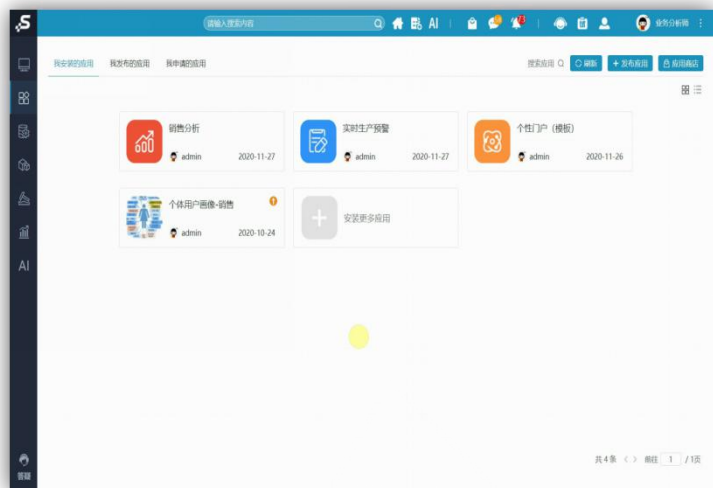 请输入搜索内容
AI
业务分析师
我安装的应用 我发布的应用 我申请的应用
搜索应用 刷新 + 发布应用 应用商店
销售分析
admin 2020-11-27
实时生产预警
admin 2020-11-27
个性门户（模板）
admin 2020-11-26
个体用户画像-销售
admin 2020-10-24
安装更多应用
AI
共4条 < > 前往 1 /1页